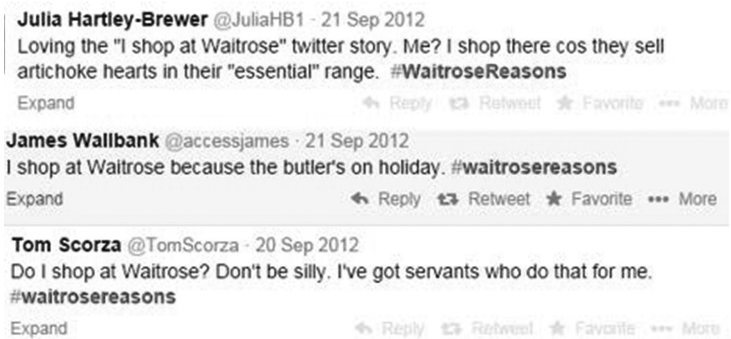 Julia Hartley-Brewer @JuliaHB1 · 21 Sep 2012
Loving the "I shop at Waitrose" twitter story. Me? I shop there cos they sell
artichoke hearts in their "essential" range. #WaitroseReasons
Expand Reply Retweet Favorite More
James Wallbank @accessjames · 21 Sep 2012
I shop at Waitrose because the butler's on holiday. #waitrosereasons
Expand Reply Retweet Favorite More
Tom Scorza @TomScorza · 20 Sep 2012
Do I shop at Waitrose? Don't be silly. I've got servants who do that for me.
#waitrosereasons
Expand Reply Retweet Favorite More